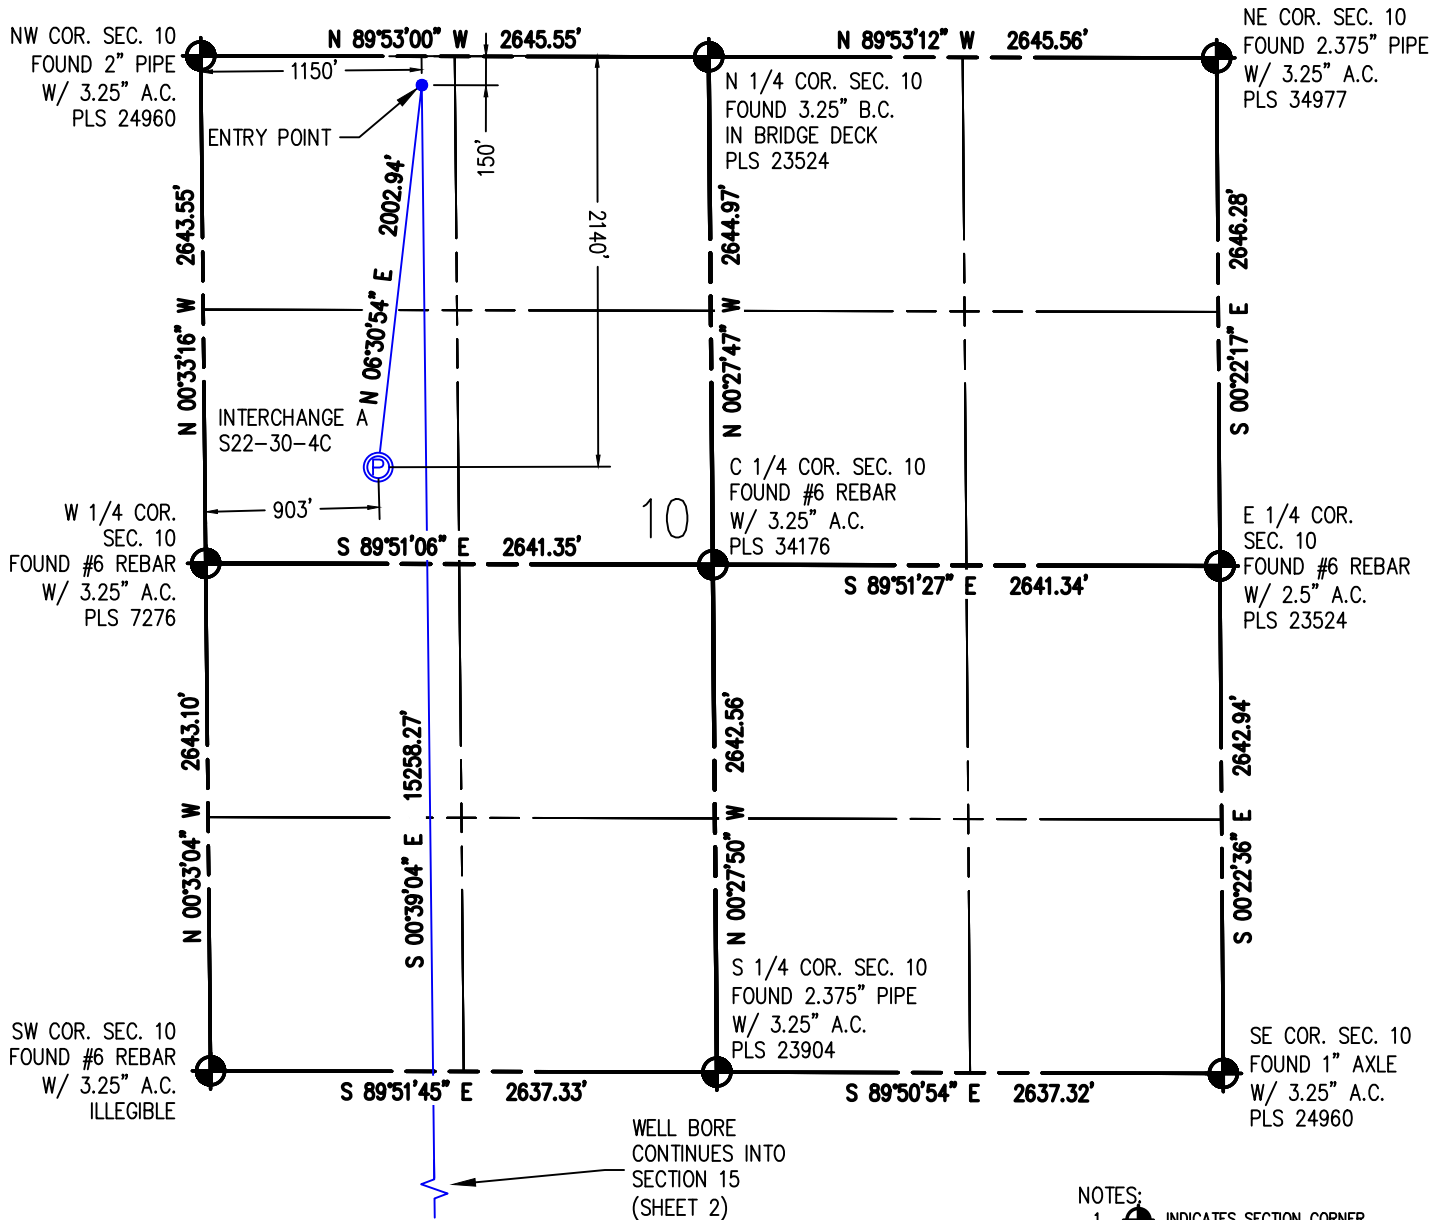 NW COR. SEC. 10
FOUND 2" PIPE
W/ 3.25" A.C.
PLS 24960
N 89°53'00" W 2645.55'
N 89°53'12" W 2645.56'
NE COR. SEC. 10
FOUND 2.375" PIPE
W/ 3.25" A.C.
PLS 34977
1150'
N 1/4 COR. SEC. 10
FOUND 3.25" B.C.
IN BRIDGE DECK
PLS 23524
ENTRY POINT
150'
2140'
N 06°30'54" E 2002.94'
N 00°33'16" W 2643.55'
N 00°27'47" W 2644.97'
S 00°22'17" E 2646.28'
INTERCHANGE A
S22-30-4C
P
903'
10
C 1/4 COR. SEC. 10
FOUND #6 REBAR
W/ 3.25" A.C.
PLS 34176
W 1/4 COR.
SEC. 10
FOUND #6 REBAR
W/ 3.25" A.C.
PLS 7276
S 89°51'06" E 2641.35'
S 89°51'27" E 2641.34'
E 1/4 COR.
SEC. 10
FOUND #6 REBAR
W/ 2.5" A.C.
PLS 23524
N 00°33'04" W 2643.10'
S 00°39'04" E 15258.27'
N 00°27'50" W 2642.56'
S 00°22'36" E 2642.94'
S 1/4 COR. SEC. 10
FOUND 2.375" PIPE
W/ 3.25" A.C.
PLS 23904
SW COR. SEC. 10
FOUND #6 REBAR
W/ 3.25" A.C.
ILLEGIBLE
S 89°51'45" E 2637.33'
S 89°50'54" E 2637.32'
SE COR. SEC. 10
FOUND 1" AXLE
W/ 3.25" A.C.
PLS 24960
WELL BORE
CONTINUES INTO
SECTION 15
(SHEET 2)
NOTES:
1. INDICATES SECTION CORNER